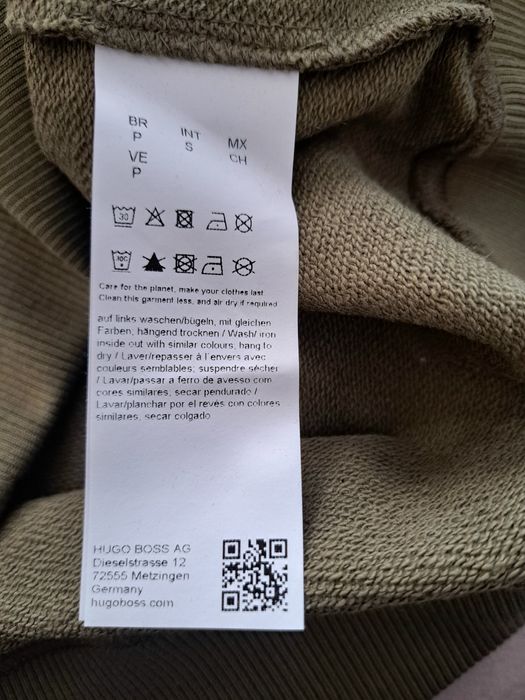 BR INT MX
P S CH
VE
P
30
30C
Care for the planet, make your clothes last
Clean this garment less, and air dry if required
auf links waschen/bügeln, mit gleichen
Farben, hängend trocknen / Wash/ iron
inside out with similar colours, hang to
dry / Laver/repasser à l'envers avec
couleurs semblables; suspendre sécher
/ Lavar/passar a ferro de avesso com
cores similares, secar pendurado /
Lavar/planchar por el revés con colores
similares, secar colgado
HUGO BOSS AG
Dieselstrasse 12
72555 Metzingen
Germany
hugoboss.com